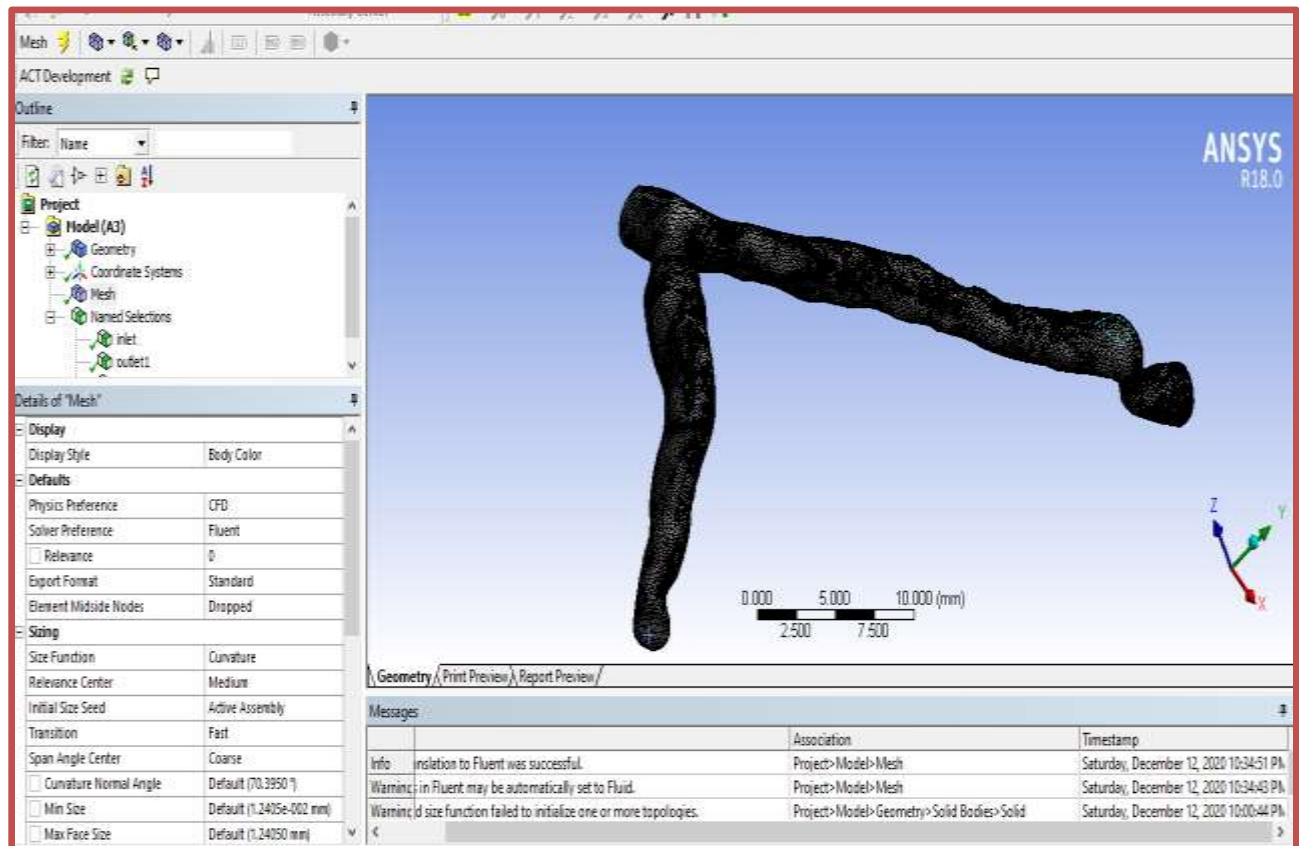 Mesh
ACT Development
Outline
Filter: Name
Project
Model (A3)
Geometry
Coordinate Systems
Mesh
Named Selections
inlet
outlet1
Details of "Mesh"
Display
Display Style Body Color
Defaults
Physics Preference CFD
Solver Preference Fluent
Relevance 0
Export Format Standard
Element Midside Nodes Dropped
Sizing
Size Function Curvature
Relevance Center Medium
Initial Size Seed Active Assembly
Transition Fast
Span Angle Center Coarse
Curvature Normal Angle Default (70.3950 °)
Min Size Default (1.2405e-002 mm)
Max Face Size Default (1.24050 mm)
ANSYS
R18.0
Z
Y
X
0.000 5.000 10.000 (mm)
2.500 7.500
Geometry Print Preview Report Preview
Messages
Association Timestamp
Info nslation to Fluent was successful. Project>Model>Mesh Saturday, December 12, 2020 10:34:51 PM
Warning in Fluent may be automatically set to Fluid. Project>Model>Mesh Saturday, December 12, 2020 10:34:43 PM
Warning d size function failed to initialize one or more topologies. Project>Model>Geometry>Solid Bodies>Solid Saturday, December 12, 2020 10:00:44 PM